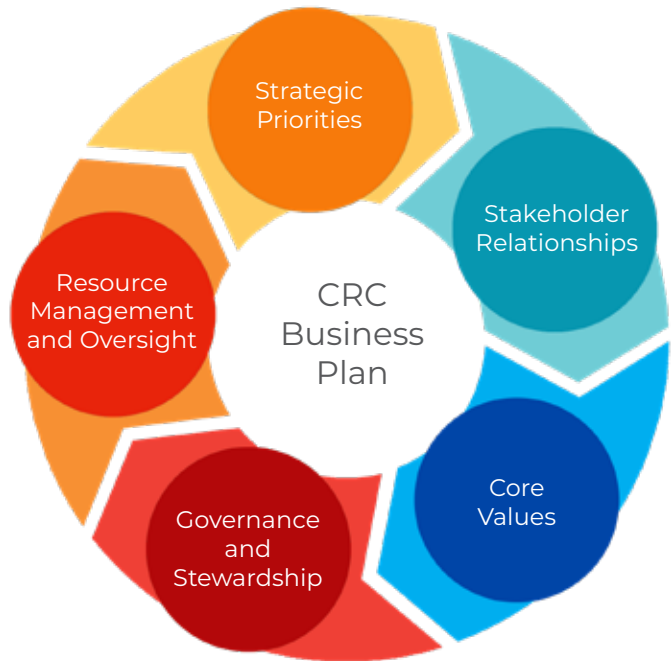 Strategic
Priorities
Stakeholder
Relationships
Core
Values
Governance
and
Stewardship
Resource
Management
and Oversight
CRC
Business
Plan